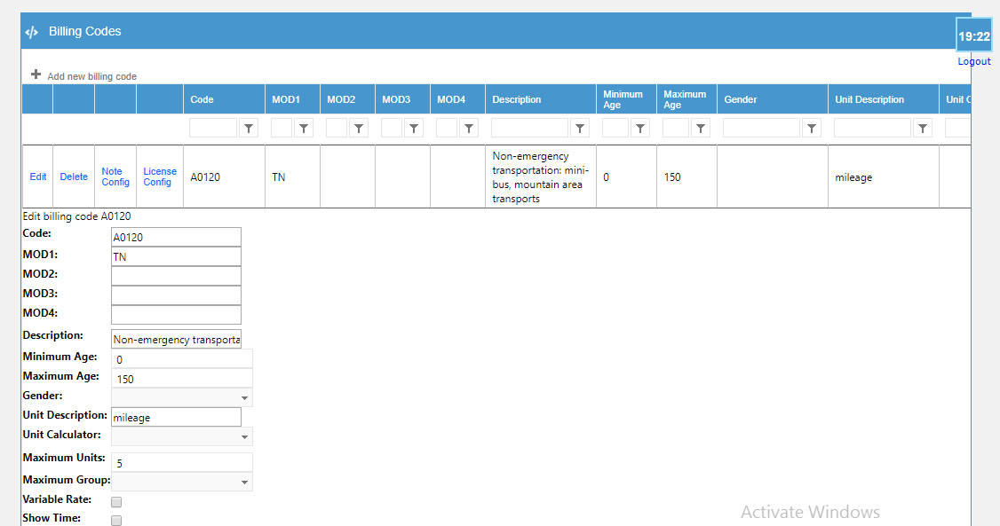 </> Billing Codes
19:22
Logout
Add new billing code
Code MOD1 MOD2 MOD3 MOD4 Description Minimum Age Maximum Age Gender Unit Description Unit C
Edit Delete Note Config License Config A0120 TN Non-emergency transportation: mini-bus, mountain area transports 0 150 mileage
Edit billing code A0120
Code: A0120
MOD1: TN
MOD2:
MOD3:
MOD4:
Description: Non-emergency transporta
Minimum Age: 0
Maximum Age: 150
Gender:
Unit Description: mileage
Unit Calculator:
Maximum Units: 5
Maximum Group:
Variable Rate:
Show Time:
Activate Windows